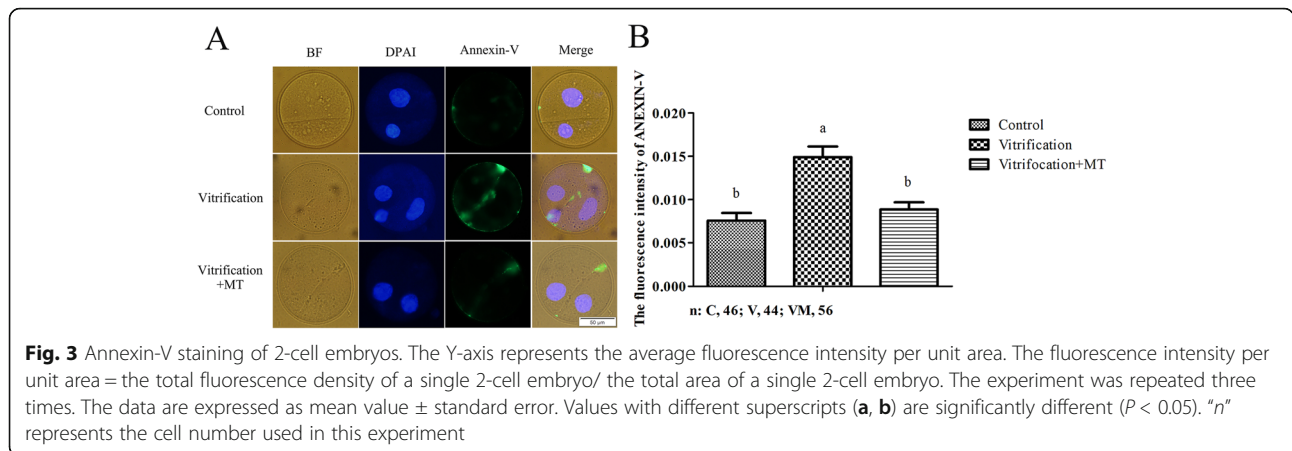 A
BF DPAI Annexin-V Merge
Control
Vitrification
Vitrification
+MT
50 μm
B
The fluorescence intensity of ANEXIN-V
0.020
0.015
0.010
0.005
0.000
b
a
b
Control
Vitrification
Vitrifocation+MT
n: C, 46; V, 44; VM, 56
Fig. 3 Annexin-V staining of 2-cell embryos. The Y-axis represents the average fluorescence intensity per unit area. The fluorescence intensity per
unit area = the total fluorescence density of a single 2-cell embryo/ the total area of a single 2-cell embryo. The experiment was repeated three
times. The data are expressed as mean value ± standard error. Values with different superscripts (a, b) are significantly different (P < 0.05). “n”
represents the cell number used in this experiment